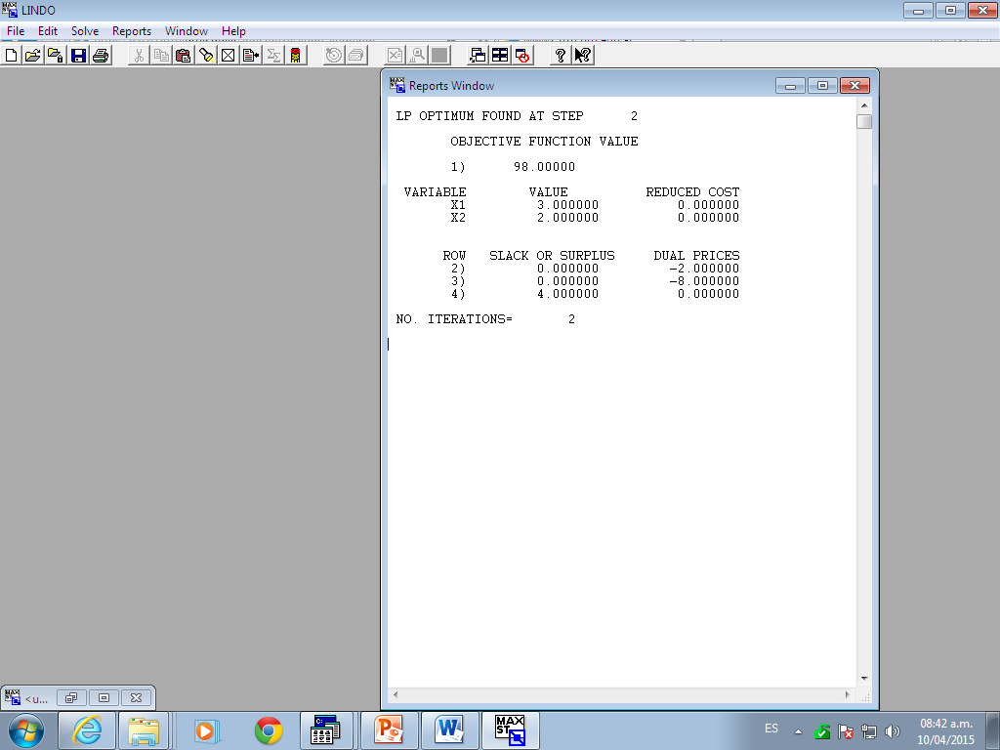 LINDO
File Edit Solve Reports Window Help
Reports Window
LP OPTIMUM FOUND AT STEP 2
OBJECTIVE FUNCTION VALUE
1) 98.00000
VARIABLE VALUE REDUCED COST
X1 3.000000 0.000000
X2 2.000000 0.000000
ROW SLACK OR SURPLUS DUAL PRICES
2) 0.000000 -2.000000
3) 0.000000 -8.000000
4) 4.000000 0.000000
NO. ITERATIONS= 2
<u...
MAX
ST
ES
08:42 a.m.
10/04/2015